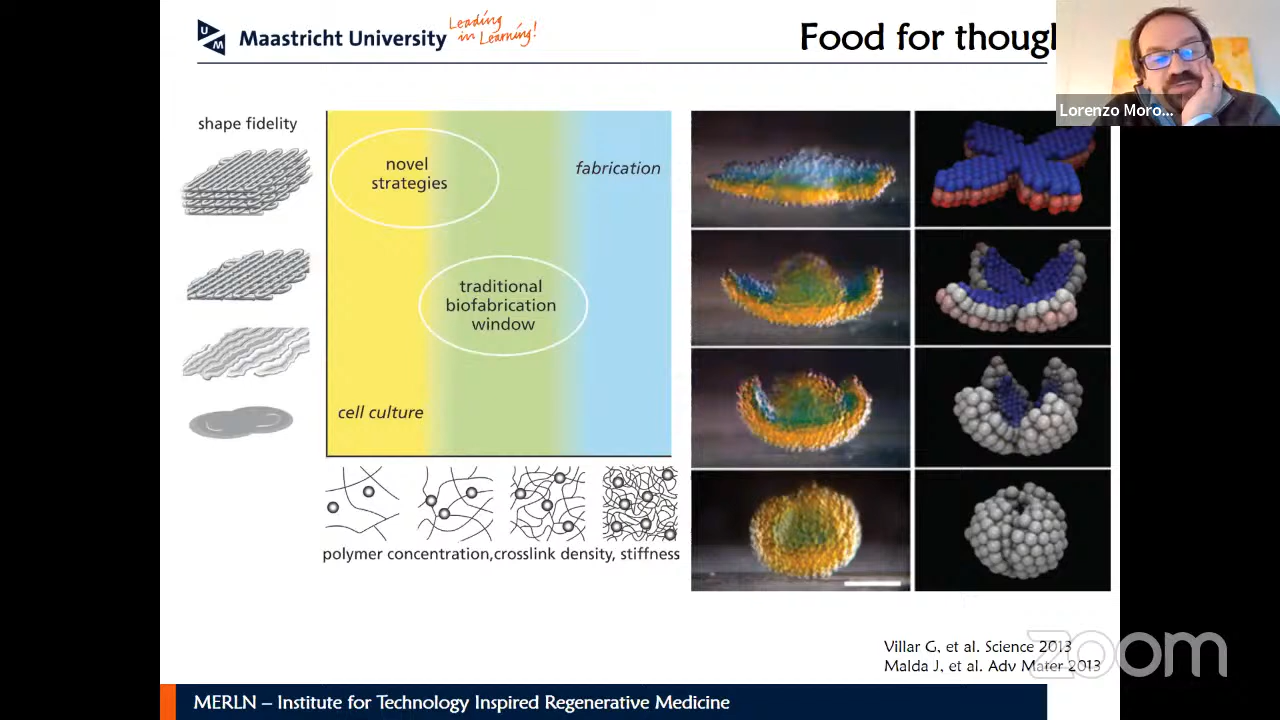 UM
Maastricht University
Leading
in Learning!
Food for though
Lorenzo Moro...
shape fidelity
novel
strategies
fabrication
traditional
biofabrication
window
cell culture
polymer concentration,crosslink density, stiffness
Villar G, et al. Science 2013
Malda J, et al. Adv Mater 2013
zoom
MERLN – Institute for Technology Inspired Regenerative Medicine